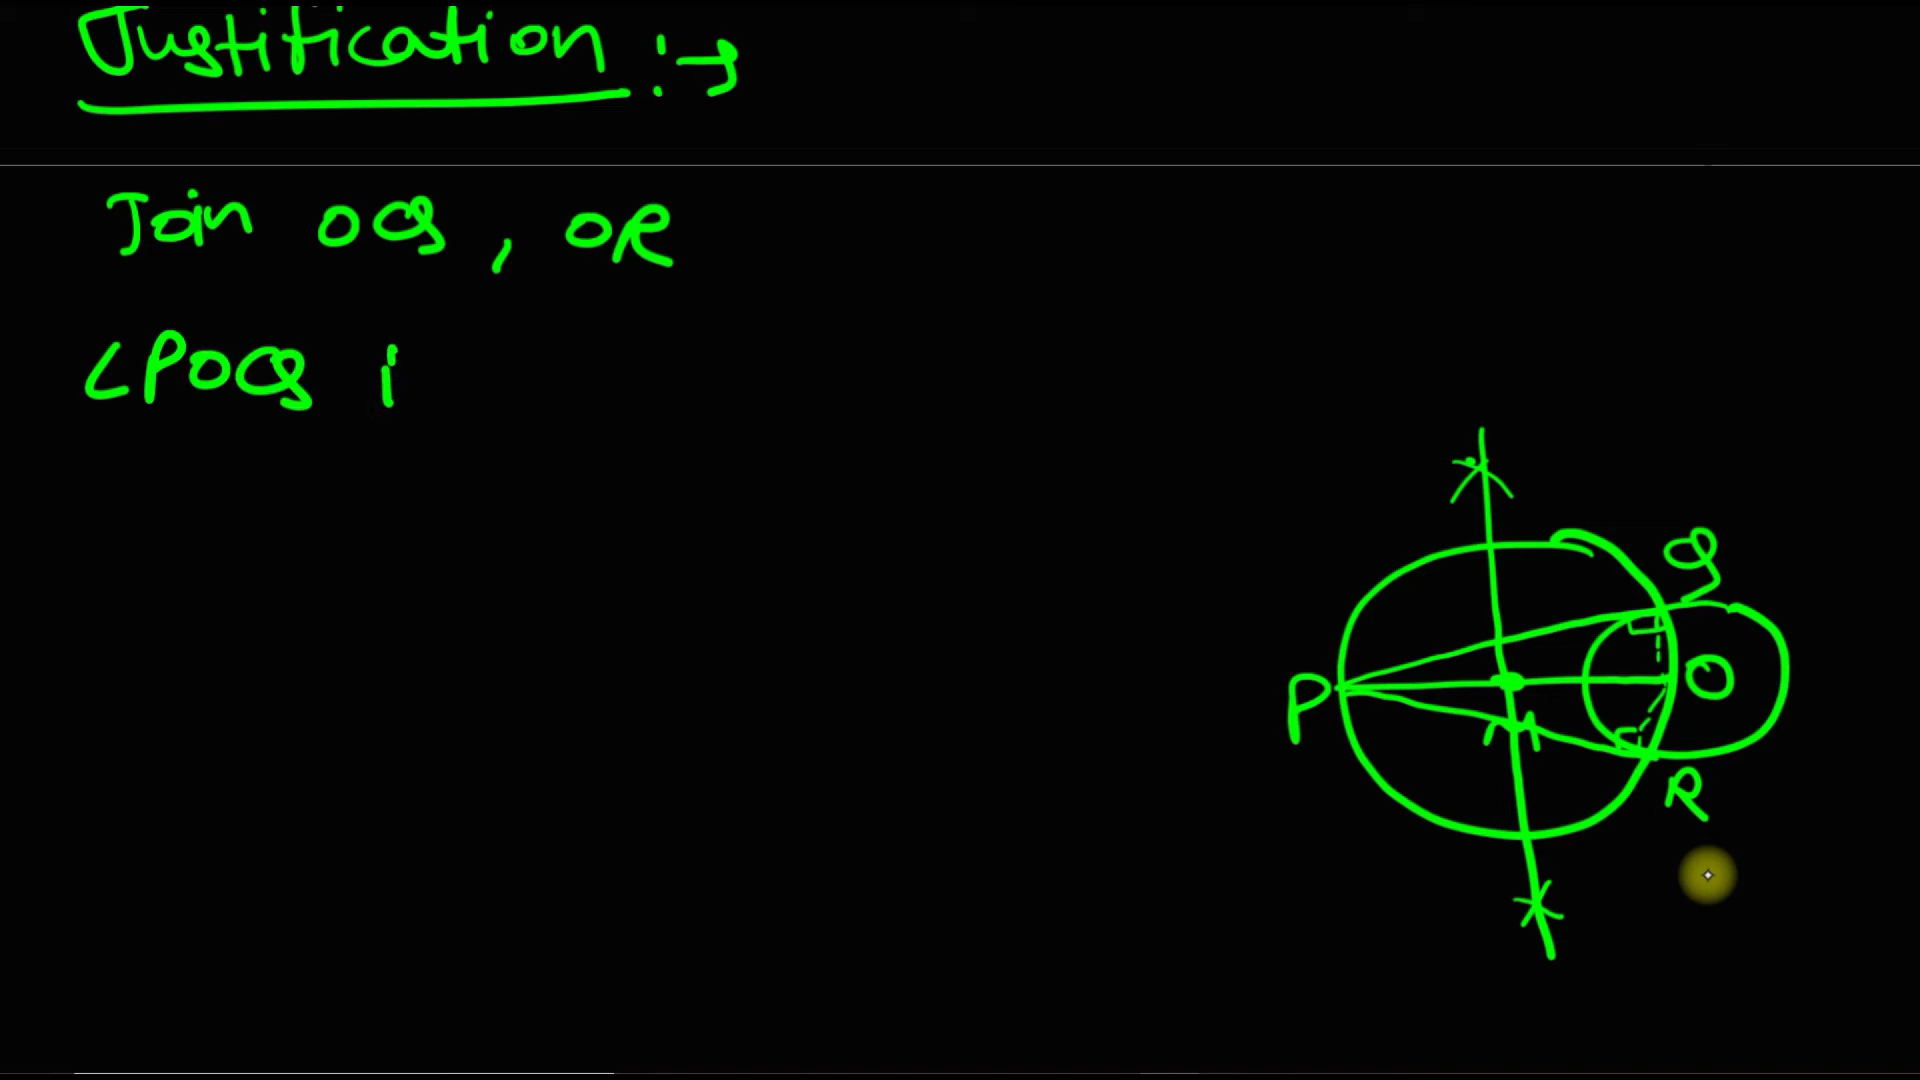 Justification :→
Join OQ, OR
∠POQ i
Q
P
O
M
R